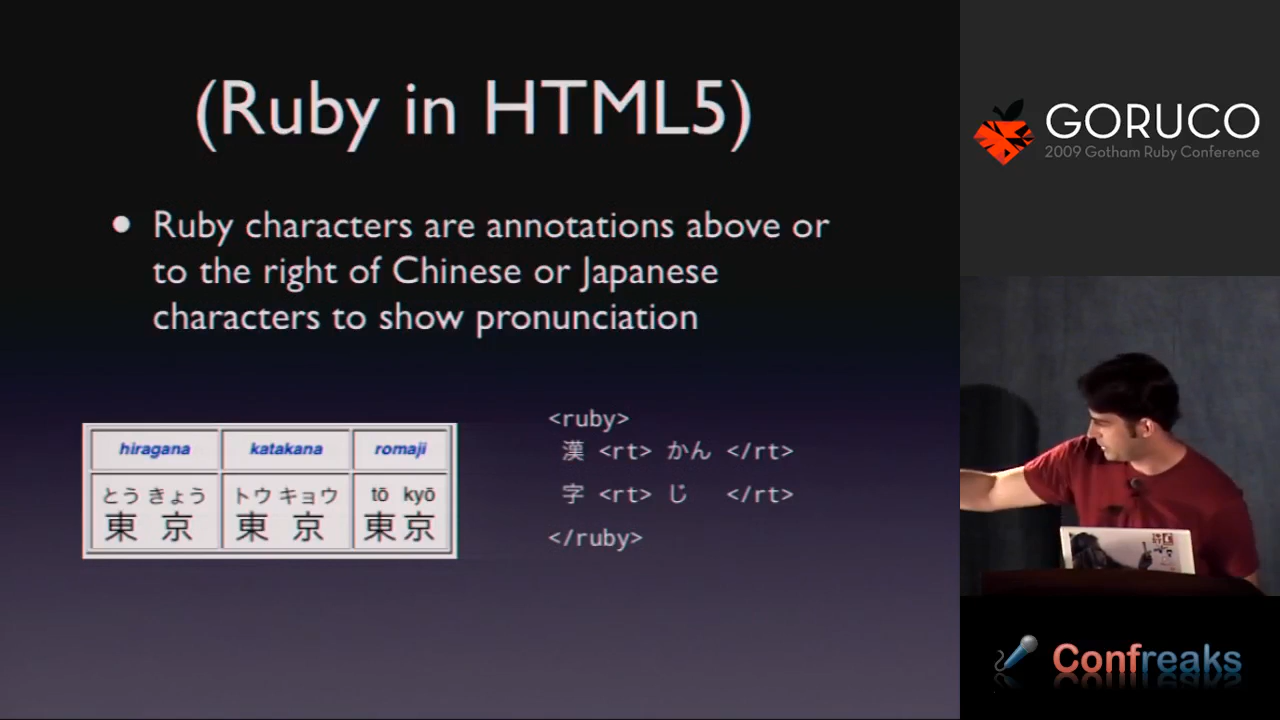 (Ruby in HTML5)
• Ruby characters are annotations above or
to the right of Chinese or Japanese
characters to show pronunciation
hiragana katakana romaji
とう きょう トウ キョウ tō kyō
東 京 東 京 東 京
<ruby>
漢 <rt> かん </rt>
字 <rt> じ </rt>
</ruby>
GORUCO
2009 Gotham Ruby Conference
Confreaks